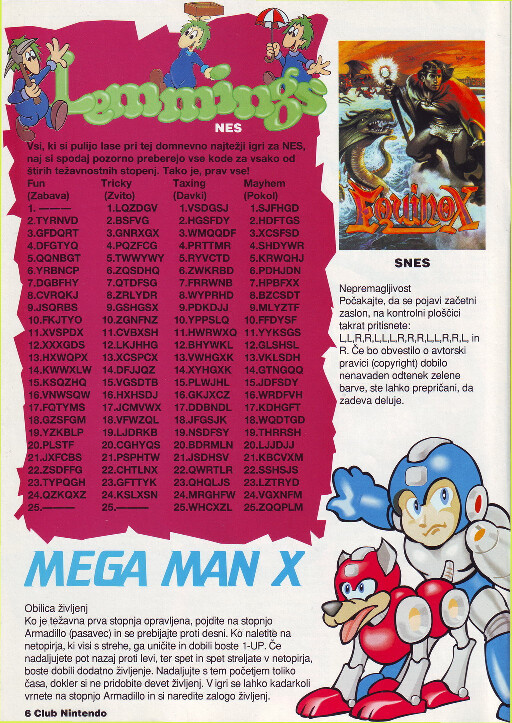 Lemmings
NES
Vsi, ki si pulijo lase pri tej domnevno najtežji igri za NES,
naj si spodaj pozorno preberejo vse kode za vsako od
štirih težavnostnih stopenj. Tako je, prav vse!
Fun Tricky Taxing Mayhem
(Zabava) (Zvito) (Davki) (Pokol)
1.——— 1.LQZDGV 1.VSDGSJ 1.SJFHGD
2.TYRNVD 2.BSFVG 2.HGSFDY 2.HDFTGS
3.GFDQRT 3.GNRXGX 3.WMQQDF 3.XCSFSD
4.DFGTYQ 4.PQZFCG 4.PRTTMR 4.SHDYWR
5.QQNBGT 5.TWWYWY 5.RYVCTD 5.KRWQHJ
6.YRBNCP 6.ZQSDHQ 6.ZWKRBD 6.PDHJDN
7.DGBFHY 7.QTDFSG 7.FRRWNB 7.HPBFXX
8.CVRQKJ 8.ZRLYDR 8.WYPRHD 8.BZCSDT
9.JSQRBS 9.GSHGSX 9.PDKDJJ 9.MLYZTF
10.FKJTYO 10.ZGNFNZ 10.YPPSLQ 10.FFDYSF
11.XVSPDX 11.CVBXSH 11.HWRWXQ 11.YYKSGS
12.XXXGDS 12.LKJHHG 12.BHYWKL 12.GLSHSL
13.HXWQPX 13.XCSPCX 13.VWHGXK 13.VKLSDH
14.KWWXLW 14.DFJJQZ 14.XYHGXK 14.GTNGQQ
15.KSQZHQ 15.VGSDTB 15.PLWJHL 15.JDFSDY
16.VNWSQW 16.HXHSDJ 16.GKJXCZ 16.WRDFVH
17.FQTYMS 17.JCMVWX 17.DDBNDL 17.KDHGFT
18.GZSFGM 18.VFWZQL 18.JFGSJK 18.WQDTGD
19.YZKBLP 19.LJDRKB 19.NSDFSY 19.THRRSH
20.PLSTF 20.CGHYQS 20.BDRMLN 20.LJJDJJ
21.JXFCBS 21.PSPHTW 21.JSDHSV 21.KBCVXM
22.ZSDFFG 22.CHTLNX 22.QWRTLR 22.SSHSJS
23.TYPQGH 23.GFTTYK 23.QHQLJS 23.LZTRYD
24.QZKQXZ 24.KSLXSN 24.MRGHFW 24.VGXNFM
25.——— 25.——— 25.WHCXZL 25.ZQQPLM
Equinox
SNES
Nepremagljivost
Počakajte, da se pojavi začetni
zaslon, na kontrolni ploščici
takrat pritisnete:
L,L,R,R,L,L,L,R,R,R,L,L,R,R,L, in
R. Če bo obvestilo o avtorski
pravici (copyright) dobilo
nenavaden odtenek zelene
barve, ste lahko prepričani, da
zadeva deluje.
MEGA MAN X
Obilica življenj
Ko je težavna prva stopnja opravljena, pojdite na stopnjo
Armadillo (pasavec) in se prebijajte proti desni. Ko naletite na
netopirja, ki visi s strehe, ga uničite in dobili boste 1-UP. Če
nadaljujete pot nazaj proti levi, ter spet in spet streljate v netopirja,
boste dobili dodatno življenje. Nadaljujte s tem početjem toliko
časa, dokler si ne pridobite devet življenj. V igri se lahko kadarkoli
vrnete na stopnjo Armadillo in si naredite zalogo življenj.
6 Club Nintendo